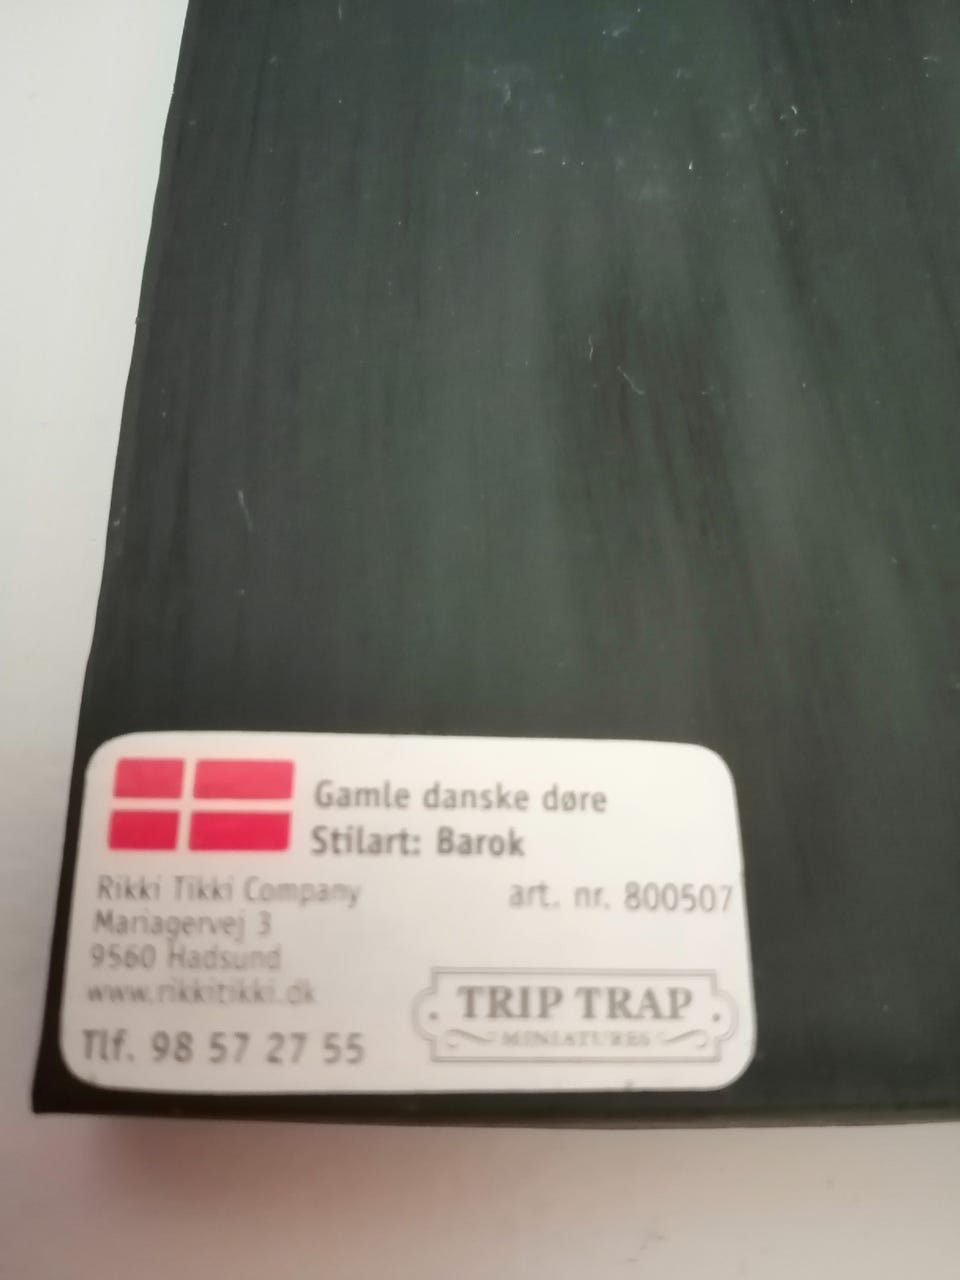 Gamle danske døre
Stilart: Barok
Rikki Tikki Company
art. nr. 800507
Mariagervej 3
9560 Hadsund
www.rikkitikki.dk
Tlf. 98 57 27 55
TRIP TRAP
MINIATURES